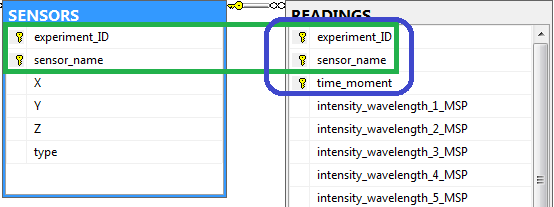 SENSORS
experiment_ID
sensor_name
X
Y
Z
type
READINGS
experiment_ID
sensor_name
time_moment
intensity_wavelength_1_MSP
intensity_wavelength_2_MSP
intensity_wavelength_3_MSP
intensity_wavelength_4_MSP
intensity_wavelength_5_MSP